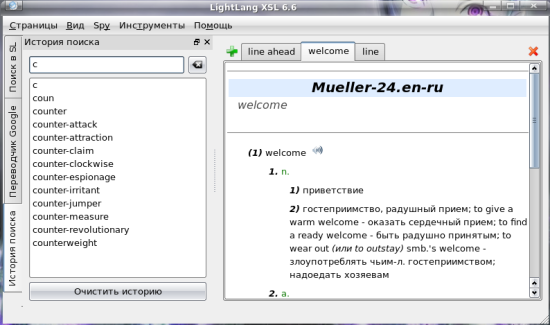 LightLang XSL 6.6
Страницы Вид Spy Инструменты Помощь
Поиск в SL
Переводчик Google
История поиска
История поиска
c
c
coun
counter
counter-attack
counter-attraction
counter-claim
counter-clockwise
counter-espionage
counter-irritant
counter-jumper
counter-measure
counter-revolutionary
counterweight
Очистить историю
line ahead welcome line
Mueller-24.en-ru
welcome
(1) welcome
1. n.
1) приветствие
2) гостеприимство, радушный прием; to give a
warm welcome - оказать сердечный прием; to find
a ready welcome - быть радушно принятым; to
wear out (или to outstay) smb.'s welcome -
злоупотреблять чьим-л. гостеприимством;
надоедать хозяевам
2. a.